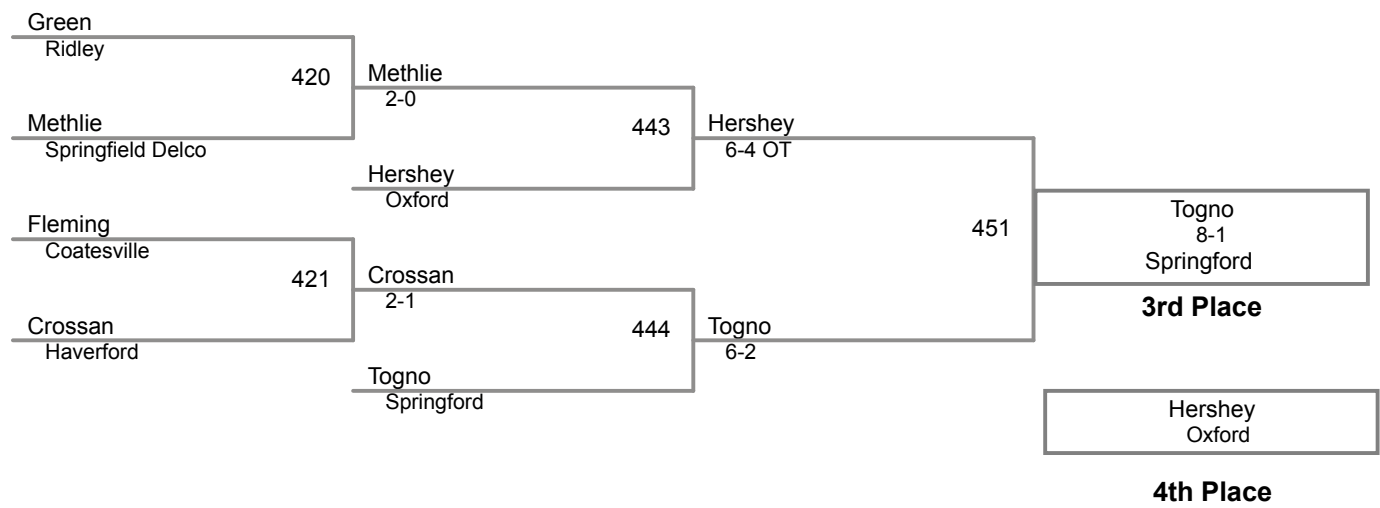 Green
Ridley
420
Methlie
2-0
Methlie
Springfield Delco
443
Hershey
6-4 OT
Hershey
Oxford
Fleming
Coatesville
421
Crossan
2-1
Crossan
Haverford
444
Togno
6-2
Togno
Springford
451
Togno
8-1
Springford
3rd Place
Hershey
Oxford
4th Place